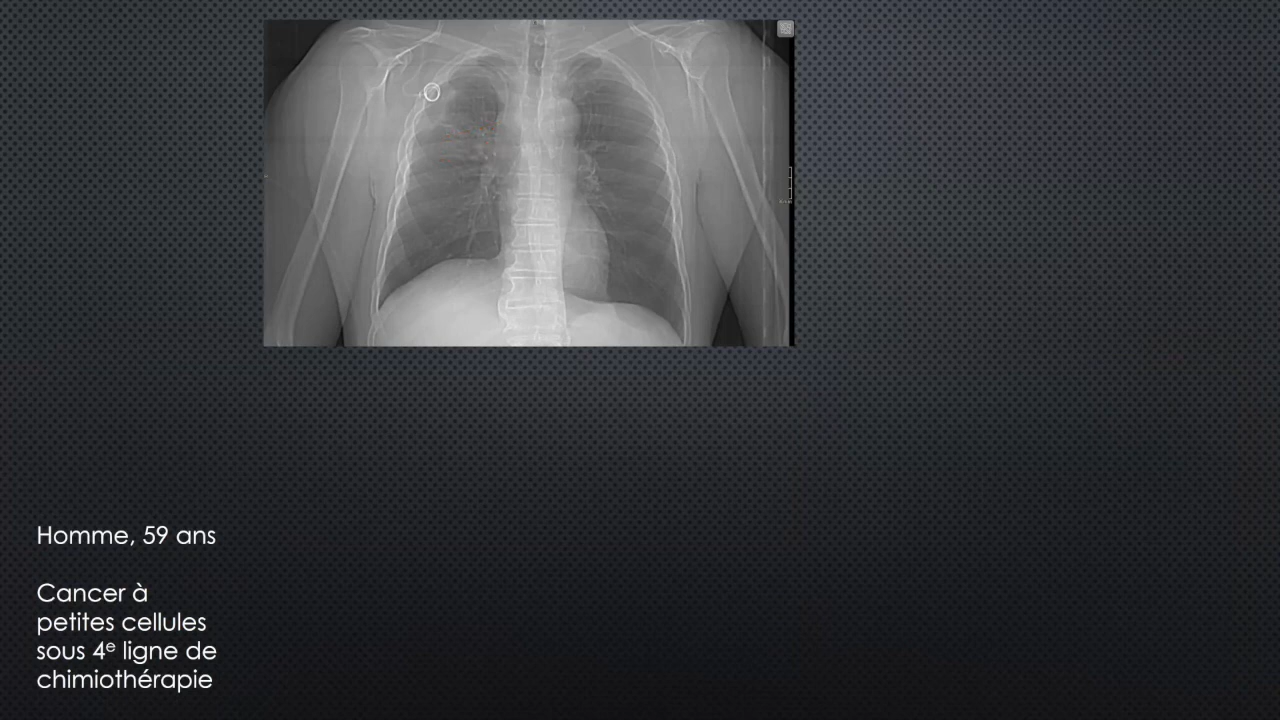 Homme, 59 ans
Cancer à
petites cellules
sous 4ᵉ ligne de
chimiothérapie